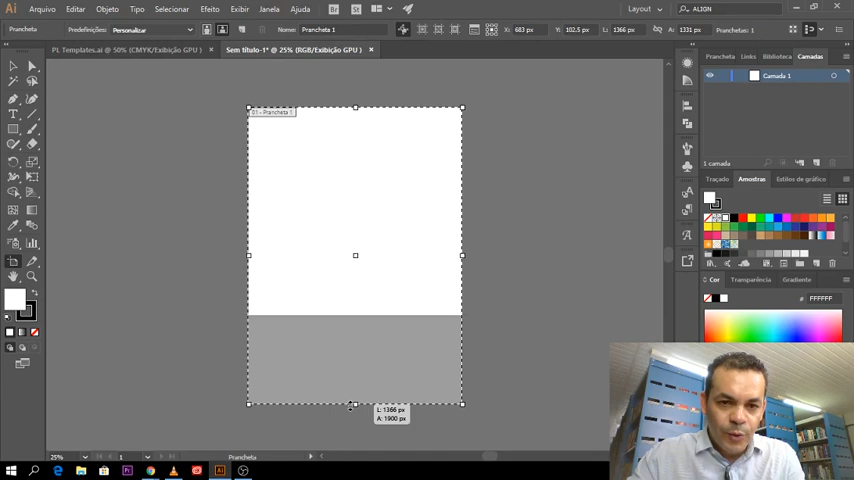 Ai Arquivo Editar Objeto Tipo Selecionar Efeito Exibir Janela Ajuda Br St Layout ALIGN
Prancheta Predefinições: Personalizar Nome: Prancheta 1 X: 683 px Y: 102.5 px L: 1366 px A: 1331 px Pranchetas: 1
PL Templates.ai @ 50% (CMYK/Exibição GPU ) × Sem título-1* @ 25% (RGB/Exibição GPU ) ×
Prancheta Links Biblioteca Camadas
Camada 1
01 - Prancheta 1
1 camada
Traçado Amostras Estilos de gráfico
Cor Transparência Gradiente
# FFFFFF
L: 1366 px
A: 1900 px
25% 1 Prancheta